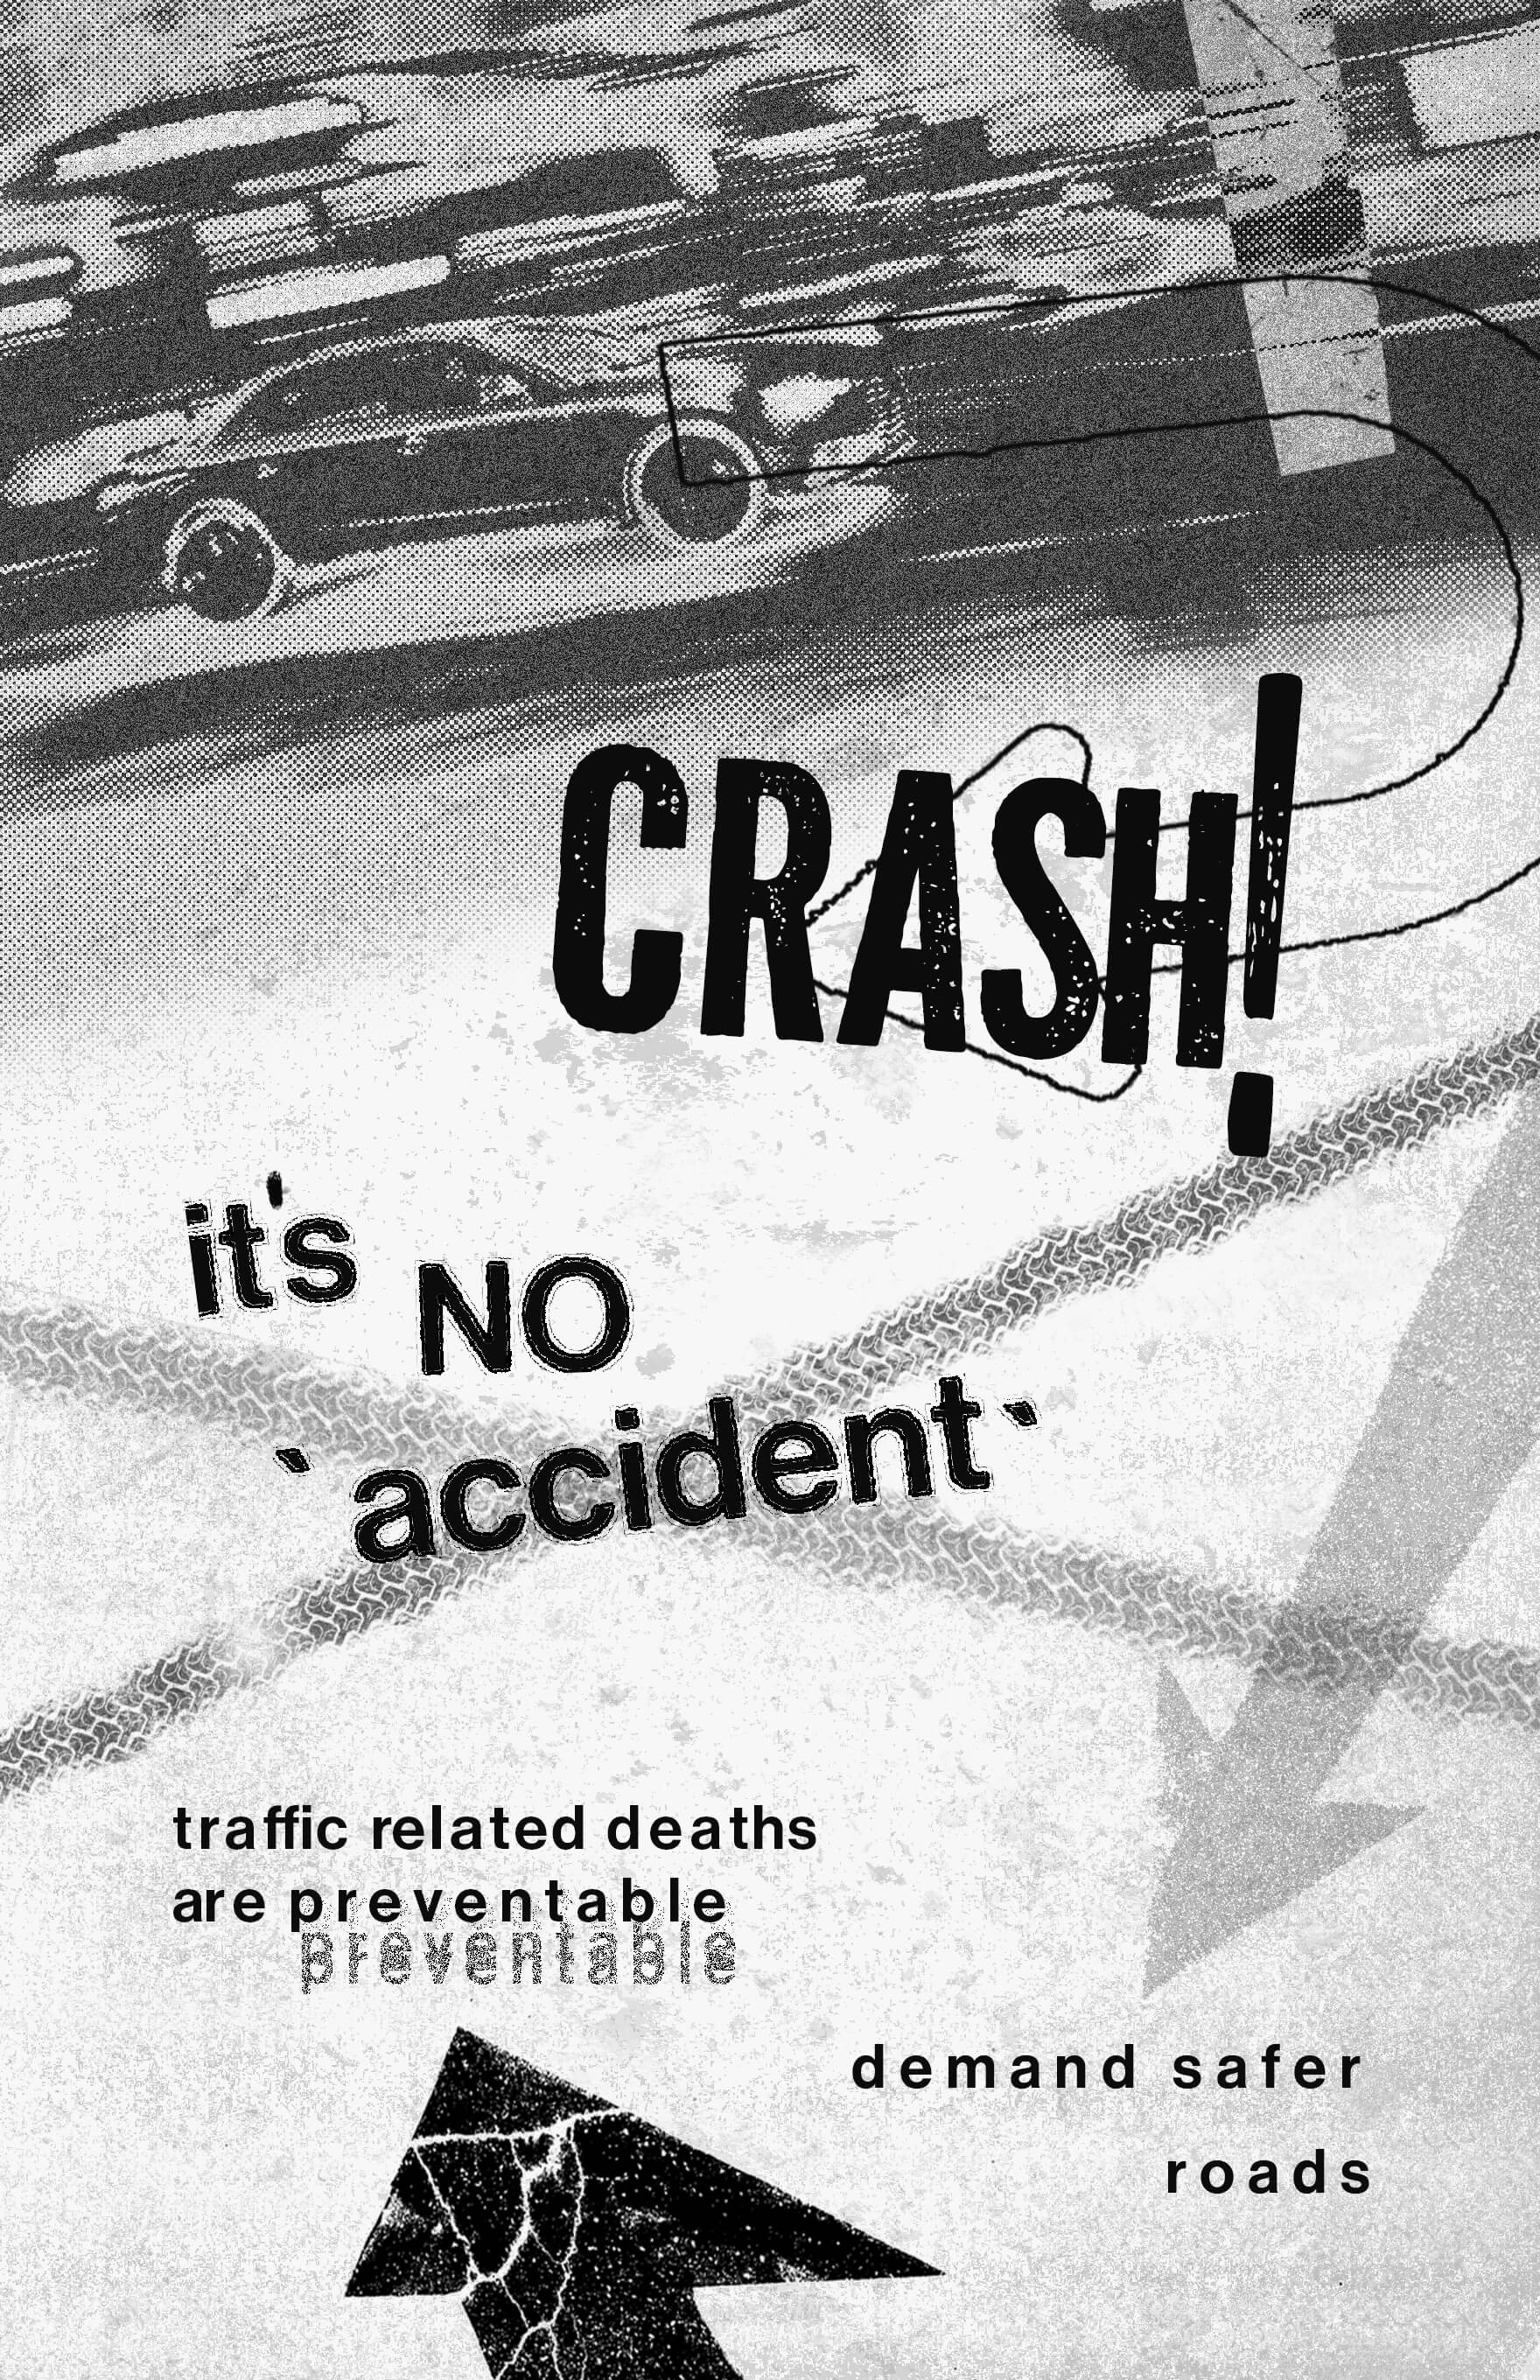 CRASH!
it's
NO
`accident`
traffic related deaths
are preventable
preventable
demand safer
roads